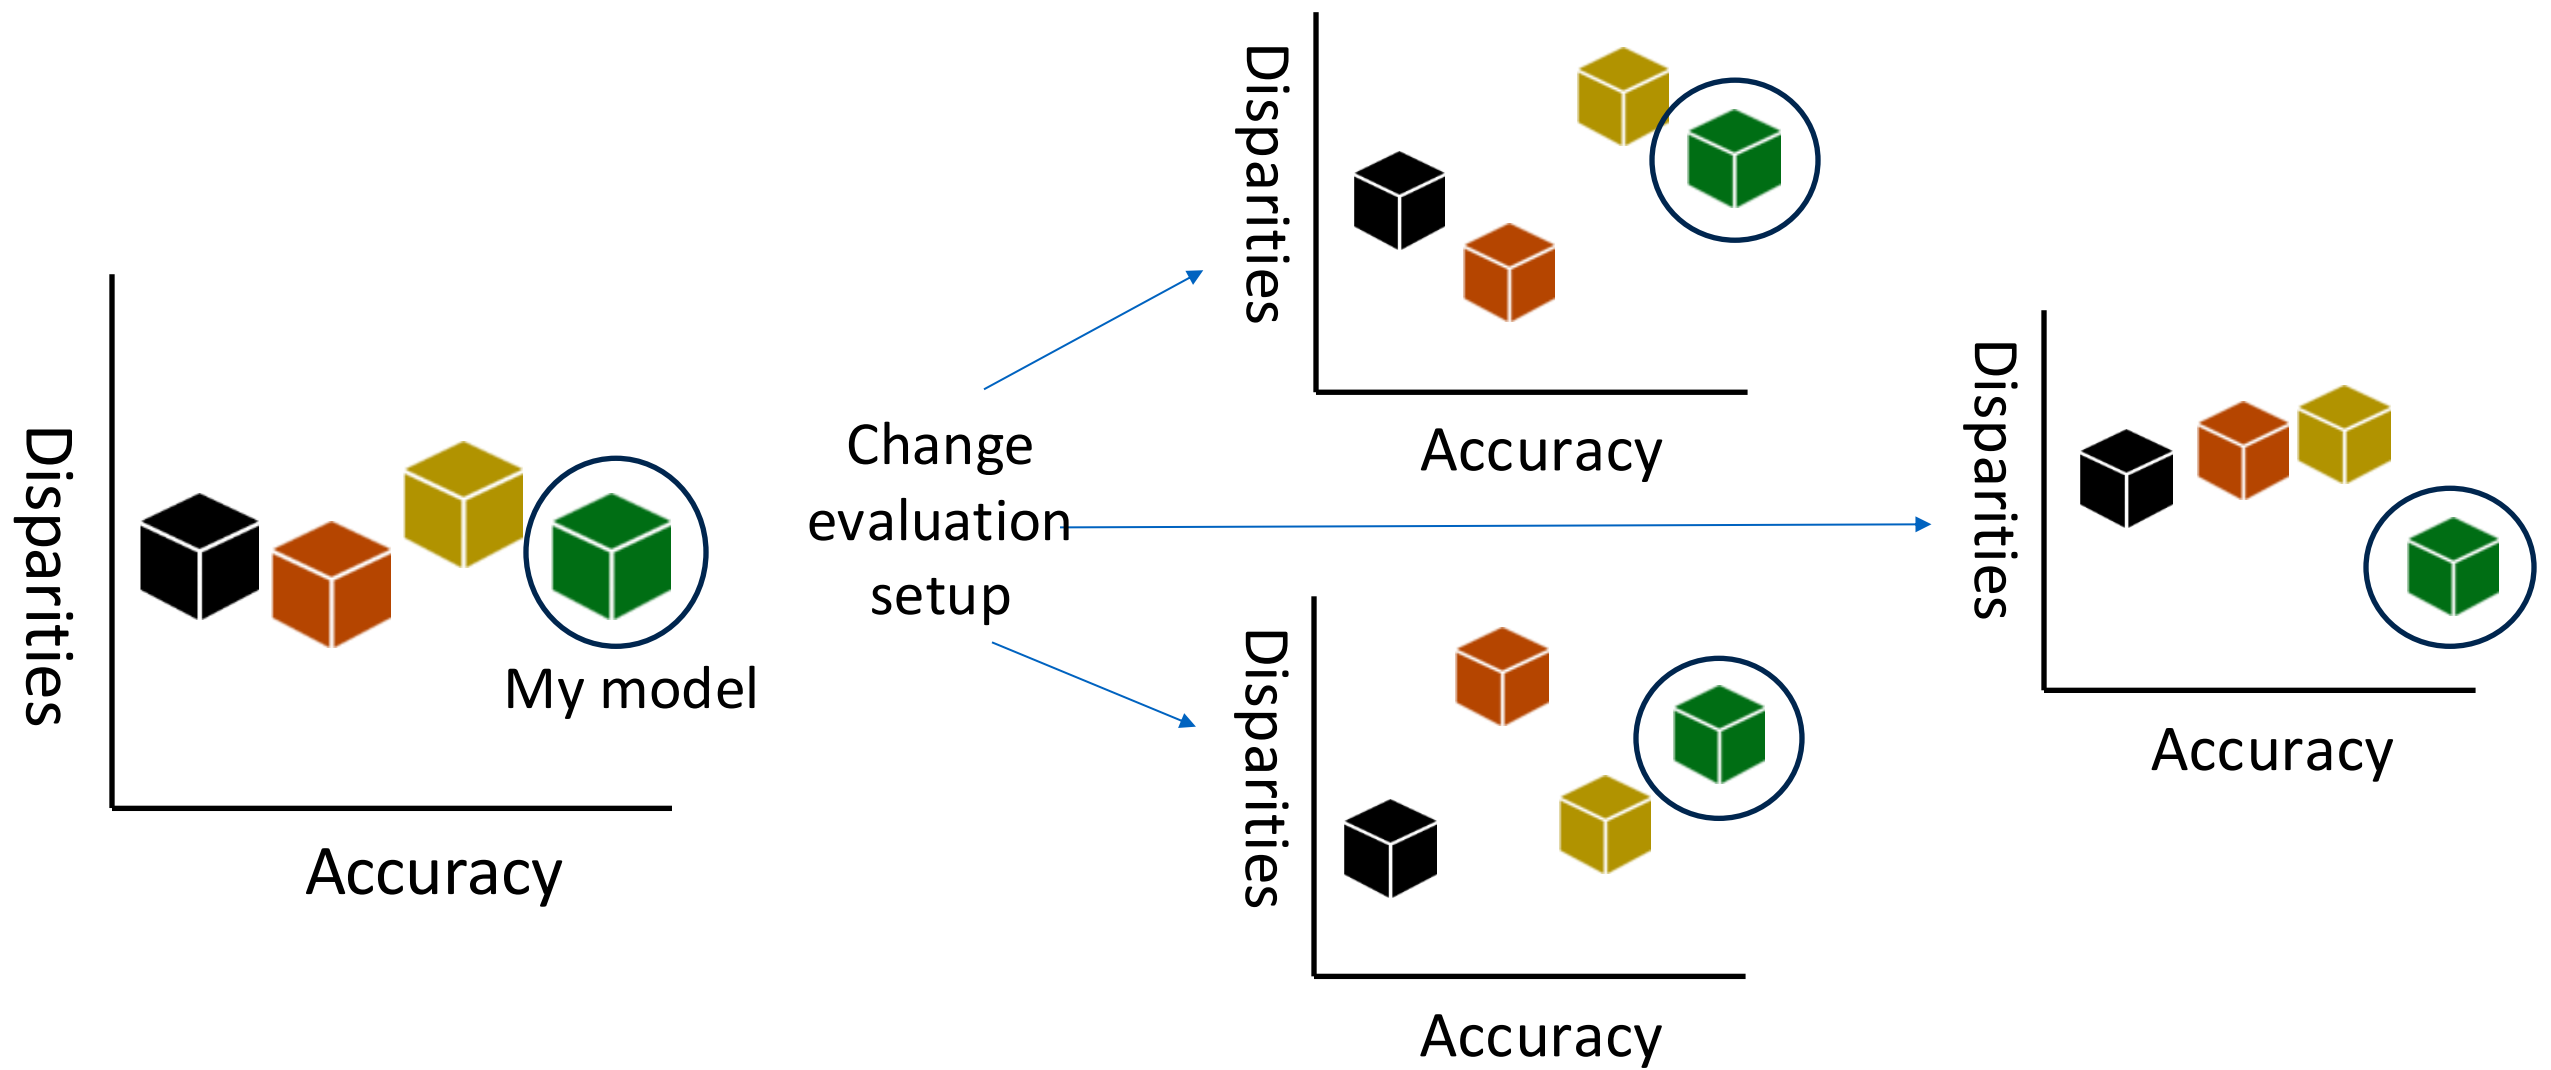 Disparities
My model
Accuracy
Change
evaluation
setup
Disparities
Accuracy
Disparities
Accuracy
Disparities
Accuracy